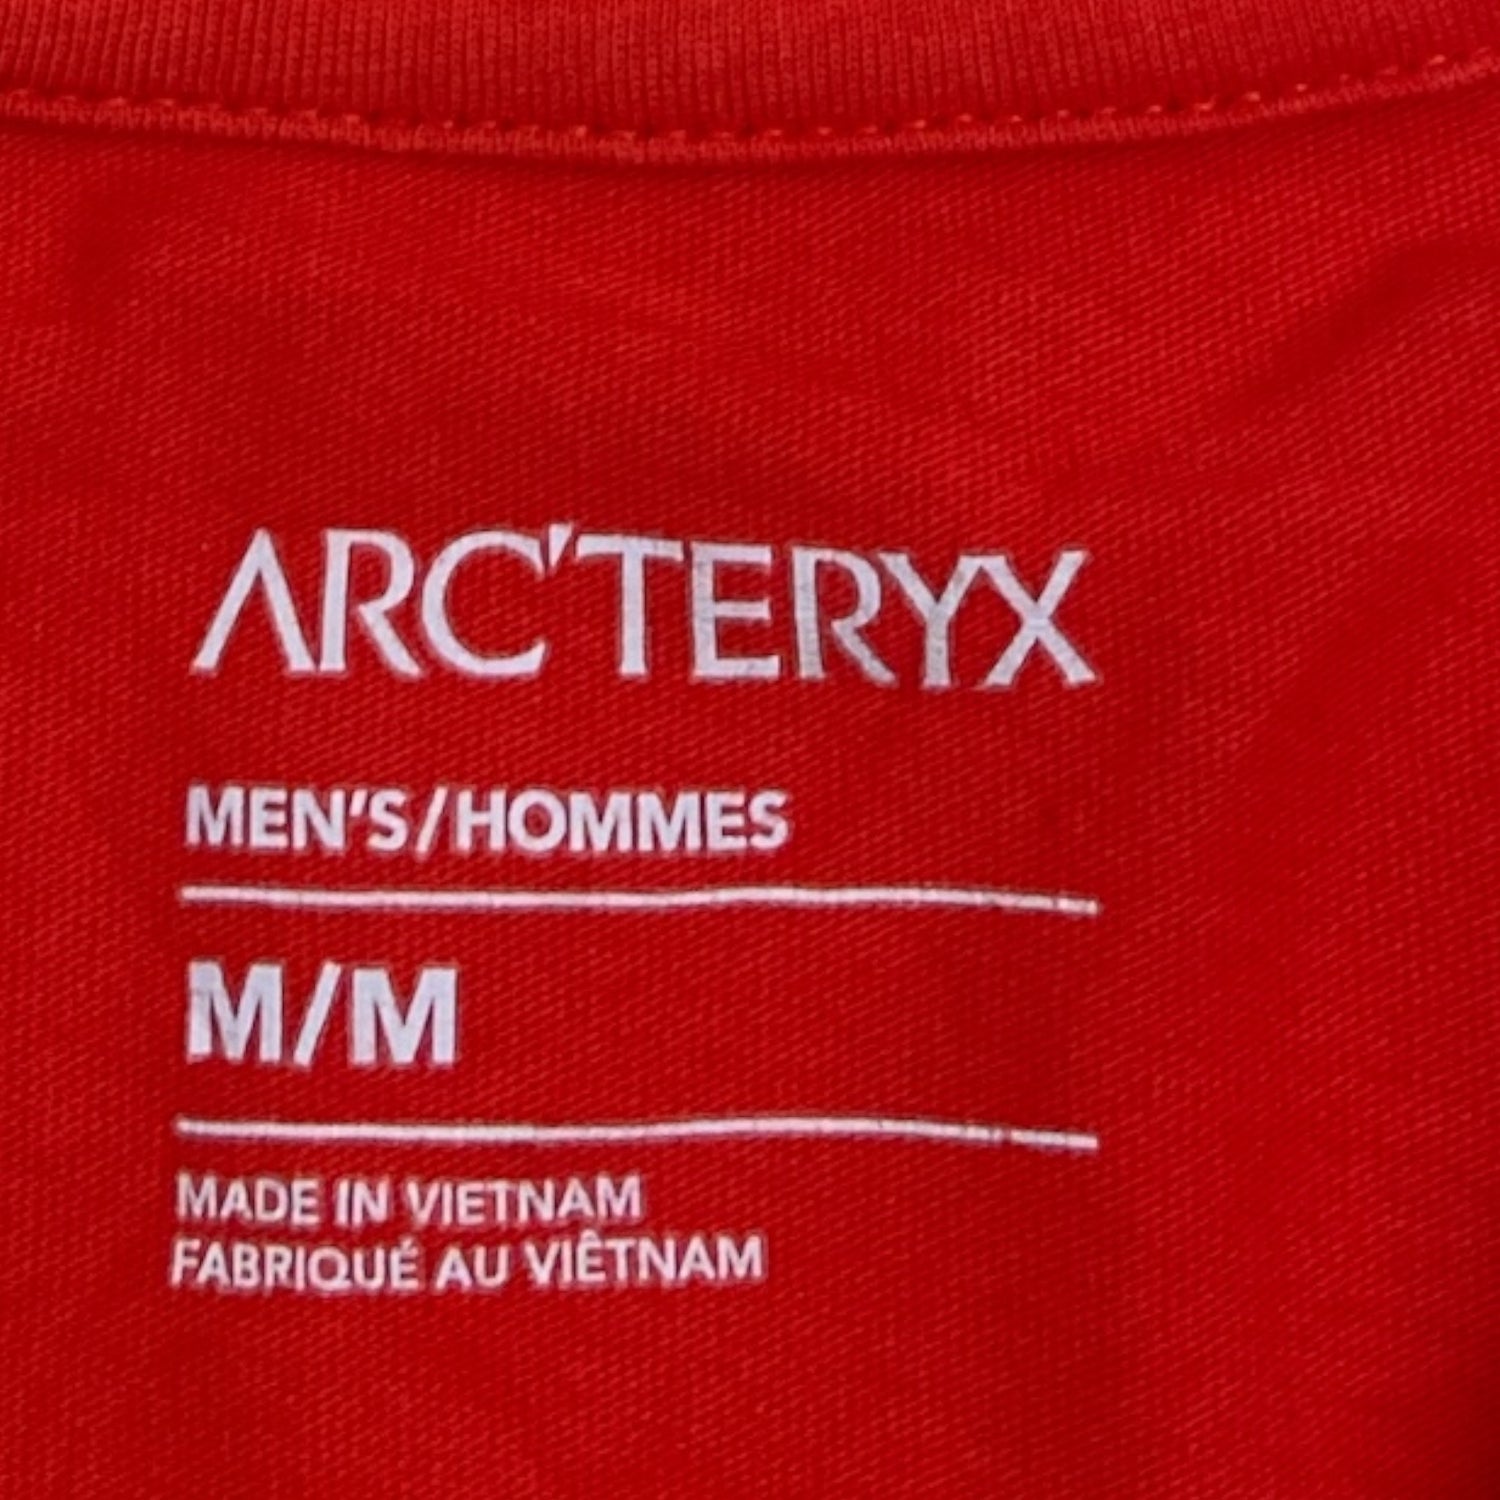 ARC'TERYX
MEN'S/HOMMES
M/M
MADE IN VIETNAM
FABRIQUÉ AU VIÊTNAM